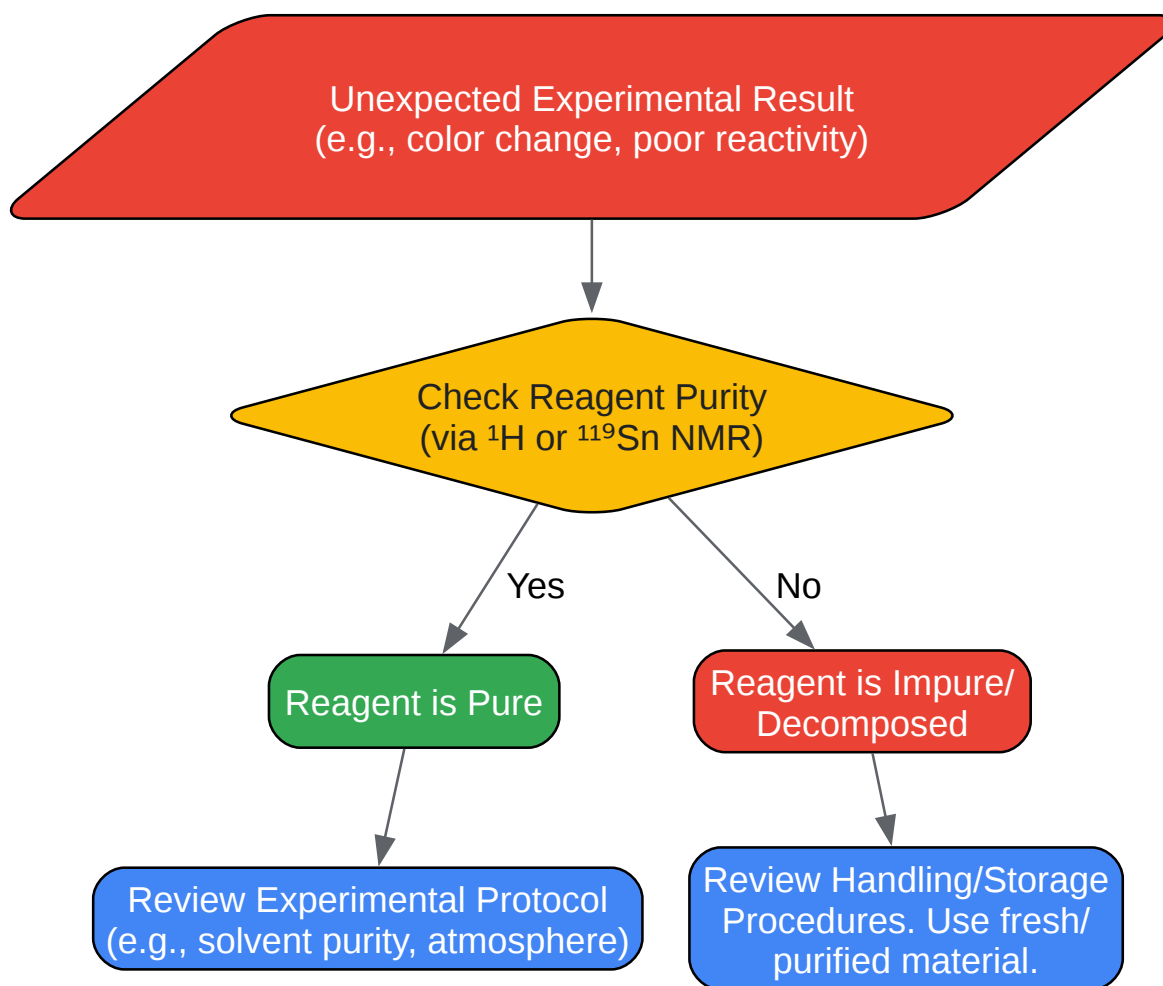 Unexpected Experimental Result
(e.g., color change, poor reactivity)
Check Reagent Purity
(via ¹H or ¹¹⁹Sn NMR)
Yes
No
Reagent is Pure
Reagent is Impure/
Decomposed
Review Experimental Protocol
(e.g., solvent purity, atmosphere)
Review Handling/Storage
Procedures. Use fresh/
purified material.